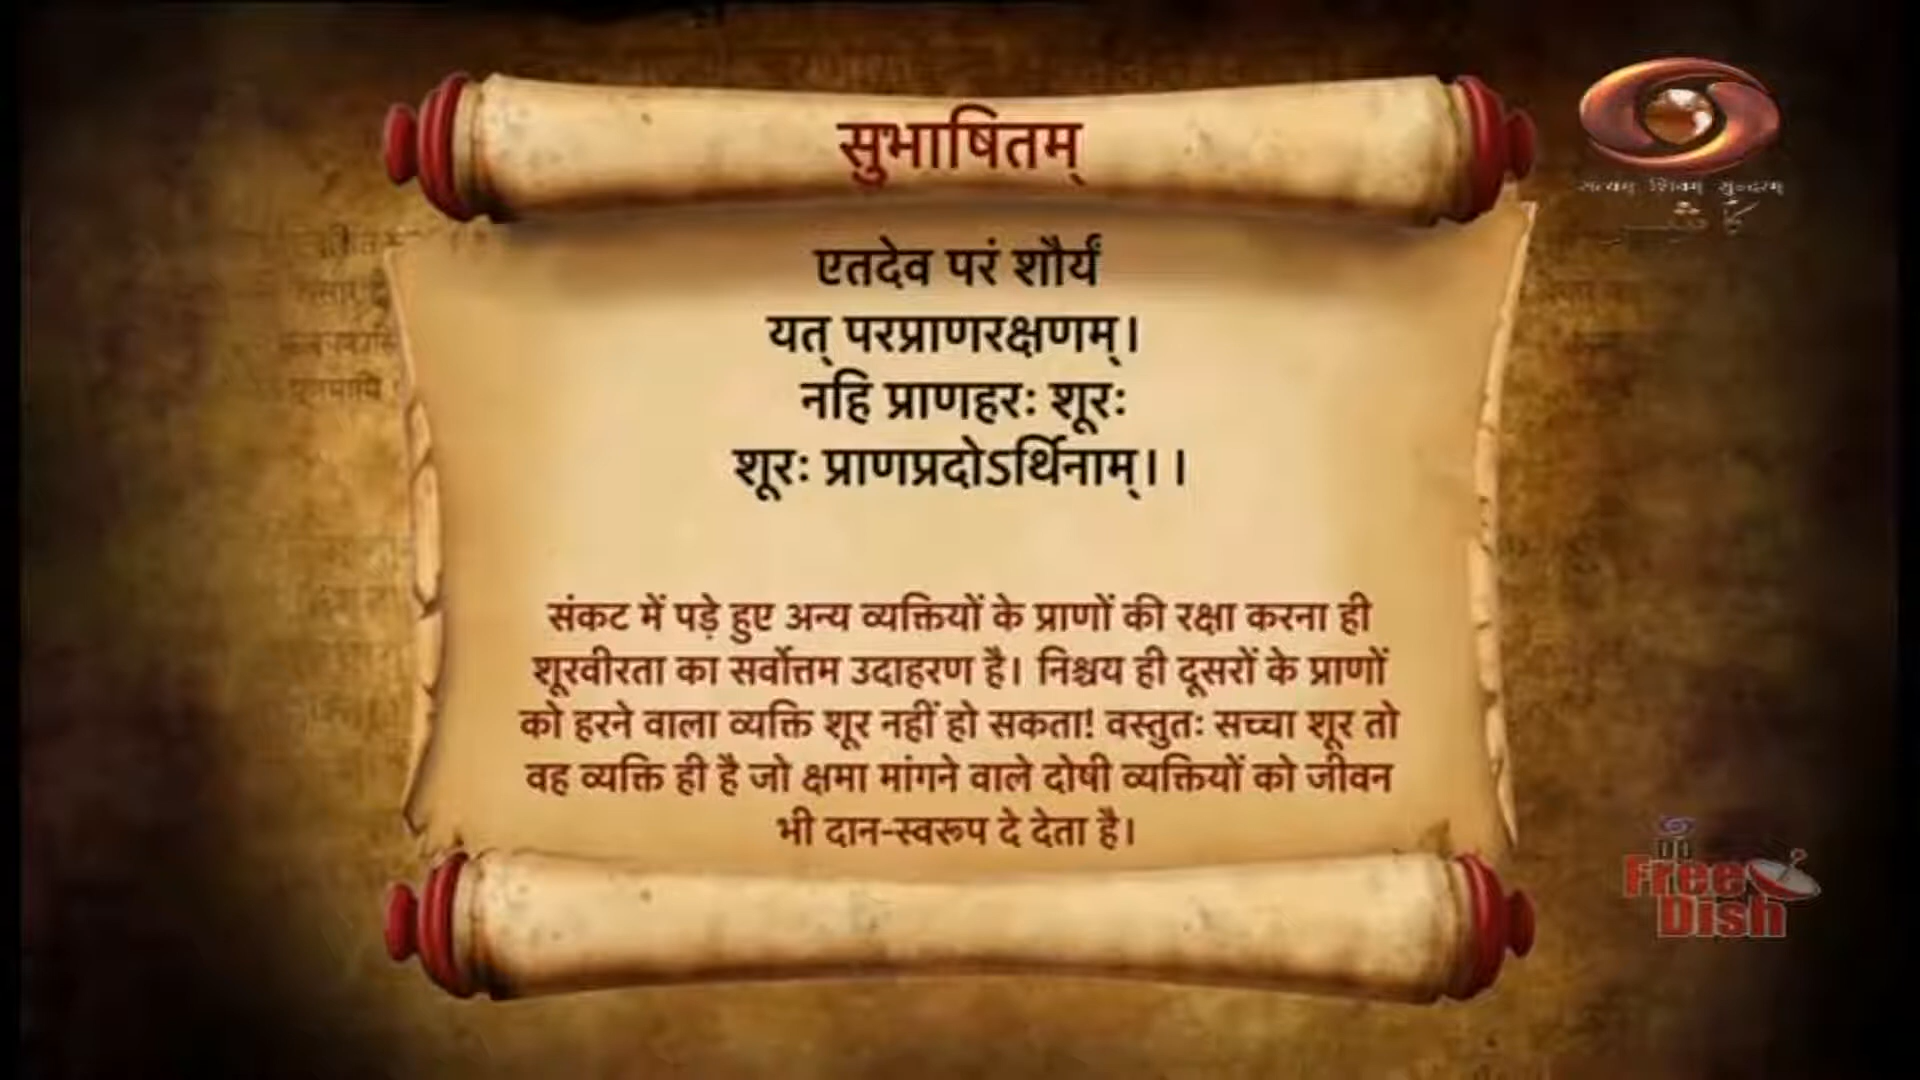 सुभाषितम्
सत्यम् शिवम् सुन्दरम्
एतदेव परं शौर्यं
यत् परप्राणरक्षणम्।
नहि प्राणहरः शूरः
शूरः प्राणप्रदोऽर्थिनाम्।।
संकट में पड़े हुए अन्य व्यक्तियों के प्राणों की रक्षा करना ही
शूरवीरता का सर्वोत्तम उदाहरण है। निश्चय ही दूसरों के प्राणों
को हरने वाला व्यक्ति शूर नहीं हो सकता! वस्तुतः सच्चा शूर तो
वह व्यक्ति ही है जो क्षमा मांगने वाले दोषी व्यक्तियों को जीवन
भी दान-स्वरूप दे देता है।
Free
Dish